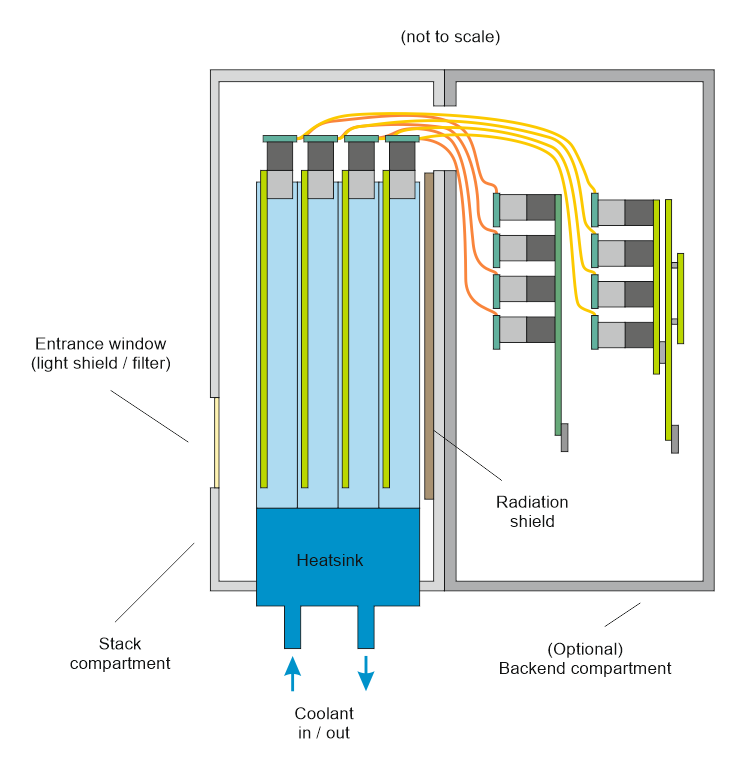 (not to scale)
Entrance window
(light shield / filter)
Radiation
shield
Heatsink
Stack
compartment
(Optional)
Backend compartment
Coolant
in / out